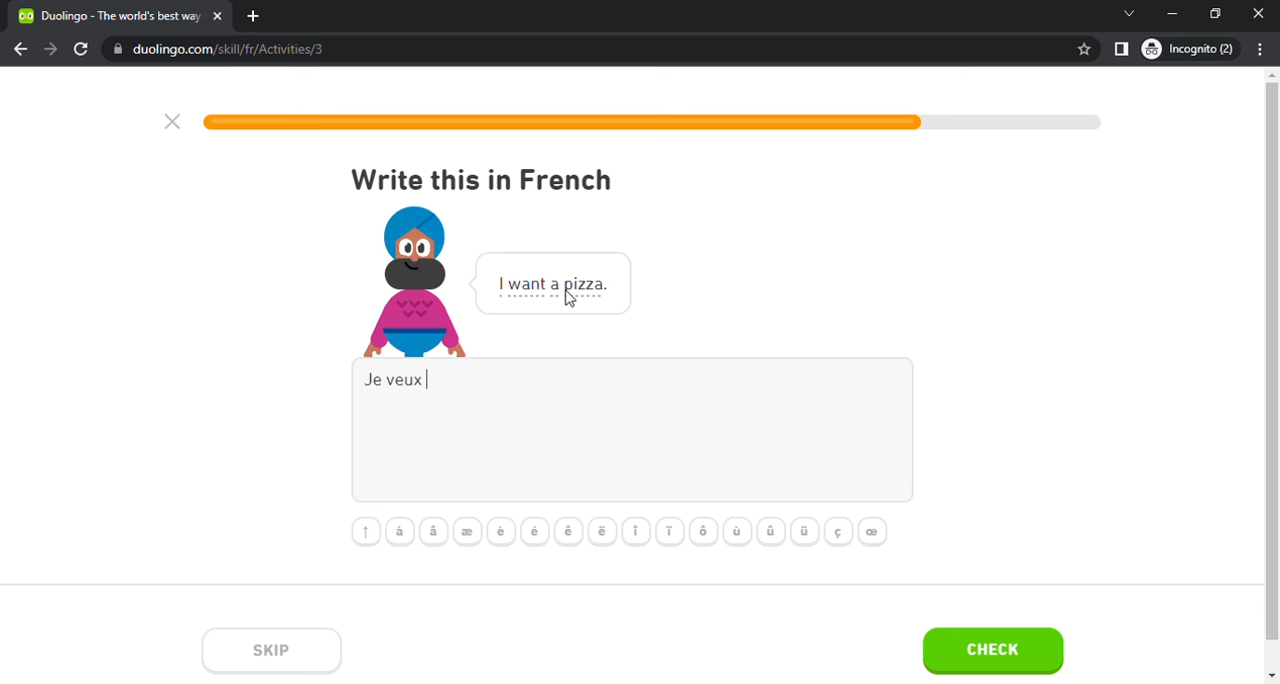 Duolingo - The world's best way
duolingo.com/skill/fr/Activities/3
Incognito (2)
Write this in French
I want a pizza.
Je veux
↑ à â æ è é ê ë î ï ô ù û ü ç œ
SKIP
CHECK